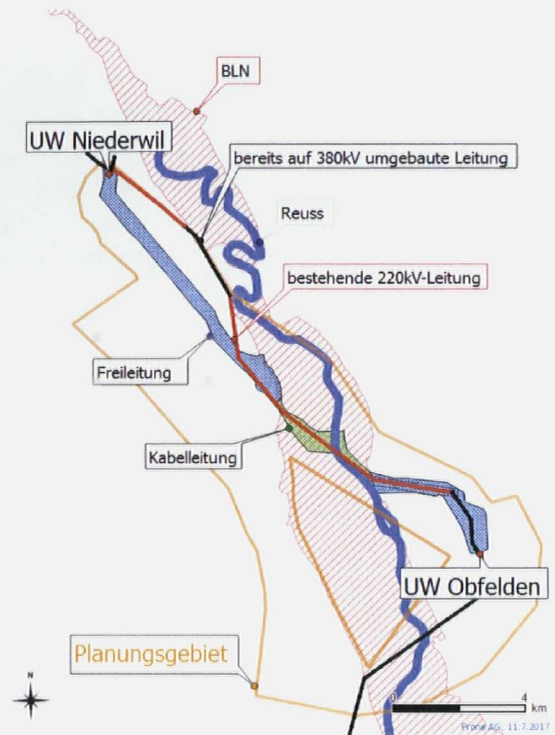 BLN
UW Niederwil
bereits auf 380kV umgebaute Leitung
Reuss
bestehende 220kV-Leitung
Freileitung
Kabelleitung
UW Obfelden
Planungsgebiet
N
0 4
km
Prona AG, 11.7.2017